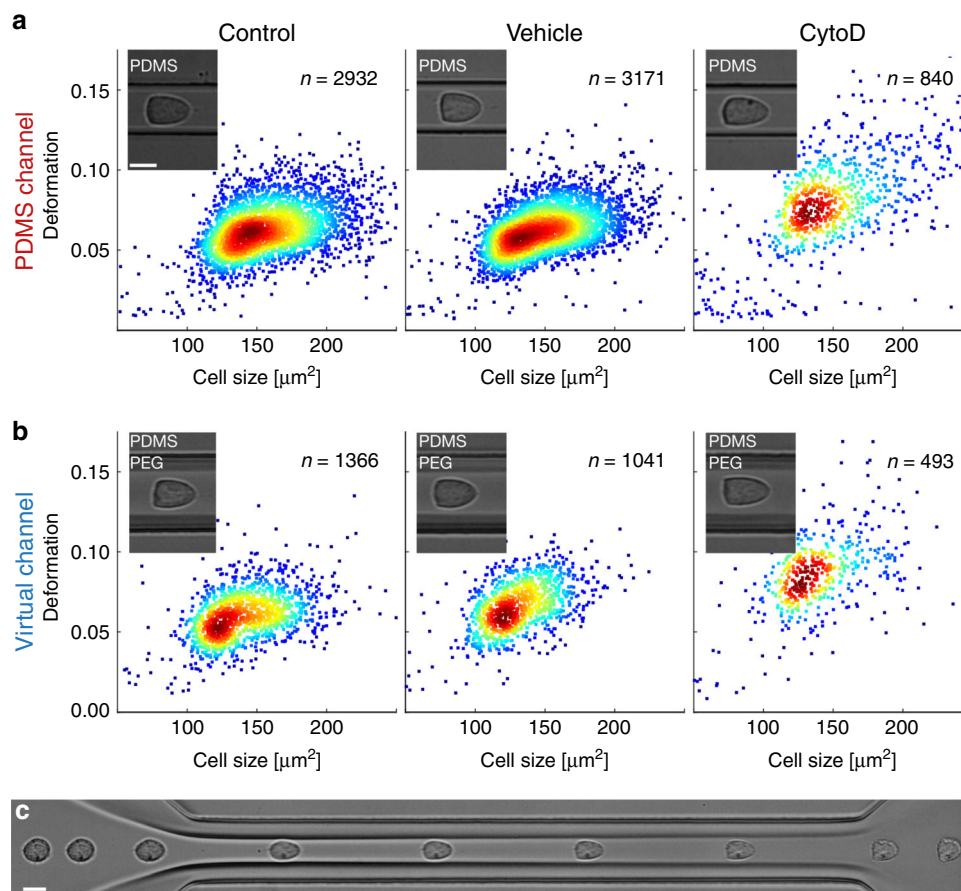 a
Control
Vehicle
CytoD
PDMS channel
Deformation
0.15
0.10
0.05
PDMS
n = 2932
PDMS
n = 3171
PDMS
n = 840
100 150 200
100 150 200
100 150 200
Cell size [μm²]
Cell size [μm²]
Cell size [μm²]
b
Virtual channel
Deformation
0.15
0.10
0.05
0.00
PDMS
PEG
n = 1366
PDMS
PEG
n = 1041
PDMS
PEG
n = 493
100 150 200
100 150 200
100 150 200
Cell size [μm²]
Cell size [μm²]
Cell size [μm²]
c